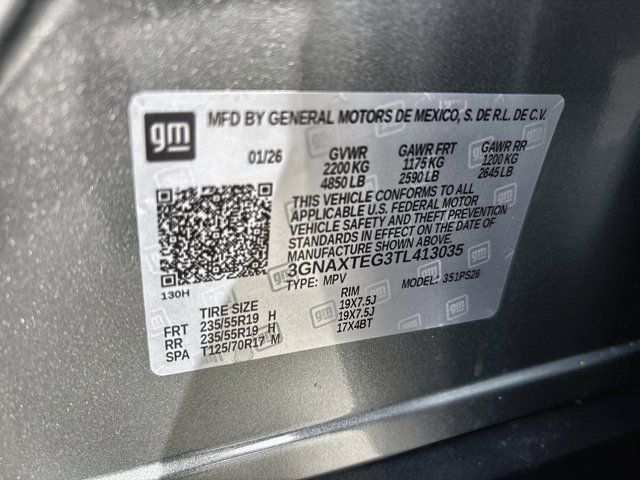 gm
MFD BY GENERAL MOTORS DE MEXICO, S. DE R.L. DE C.V.
01/26 GVWR GAWR FRT GAWR RR
2200 KG 1175 KG 1200 KG
4850 LB 2590 LB 2645 LB
THIS VEHICLE CONFORMS TO ALL
APPLICABLE U.S. FEDERAL MOTOR
VEHICLE SAFETY AND THEFT PREVENTION
STANDARDS IN EFFECT ON THE DATE OF
MANUFACTURE SHOWN ABOVE.
3GNAXTEG3TL413035
130H
TYPE: MPV MODEL: 351PS26
TIRE SIZE RIM
FRT 235/55R19 H 19X7.5J
RR 235/55R19 H 19X7.5J
SPA T125/70R17 M 17X4BT